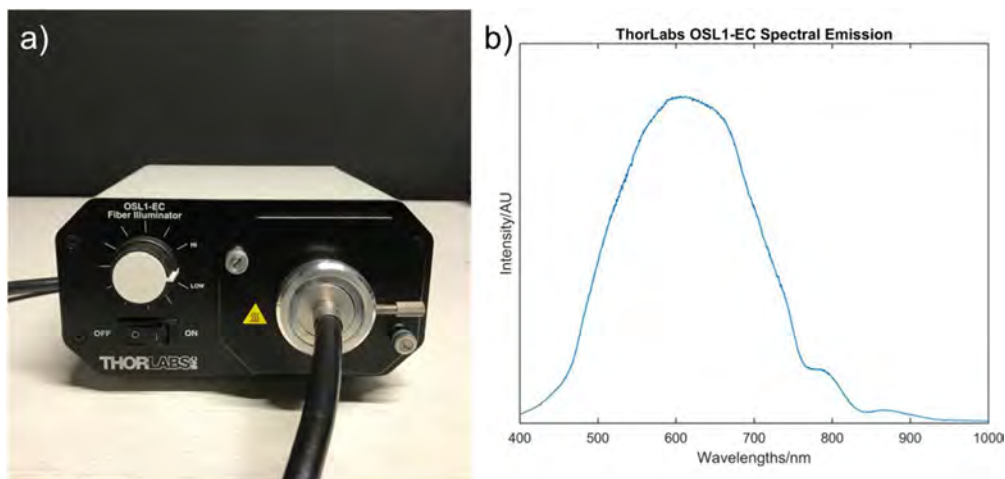 a)
OSL1-EC
Fiber Illuminator
HI
LOW
OFF
O I
ON
THORLABS
b)
ThorLabs OSL1-EC Spectral Emission
Intensity/AU
400 500 600 700 800 900 1000
Wavelengths/nm